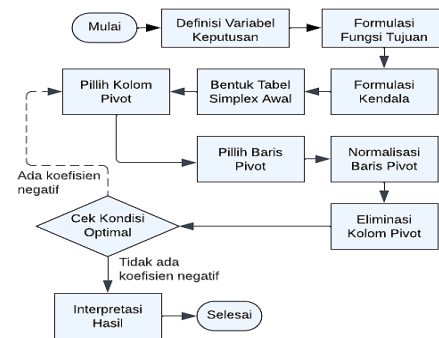 Mulai
Definisi Variabel
Keputusan
Formulasi
Fungsi Tujuan
Pillih Kolom
Pivot
Bentuk Tabel
Simplex Awal
Formulasi
Kendala
Pillih Baris
Pivot
Normalisasi
Baris Pivot
Ada koefisien
negatif
Cek Kondisi
Optimal
Eliminasi
Kolom Pivot
Tidak ada
koefisien negatif
Interpretasi
Hasil
Selesai